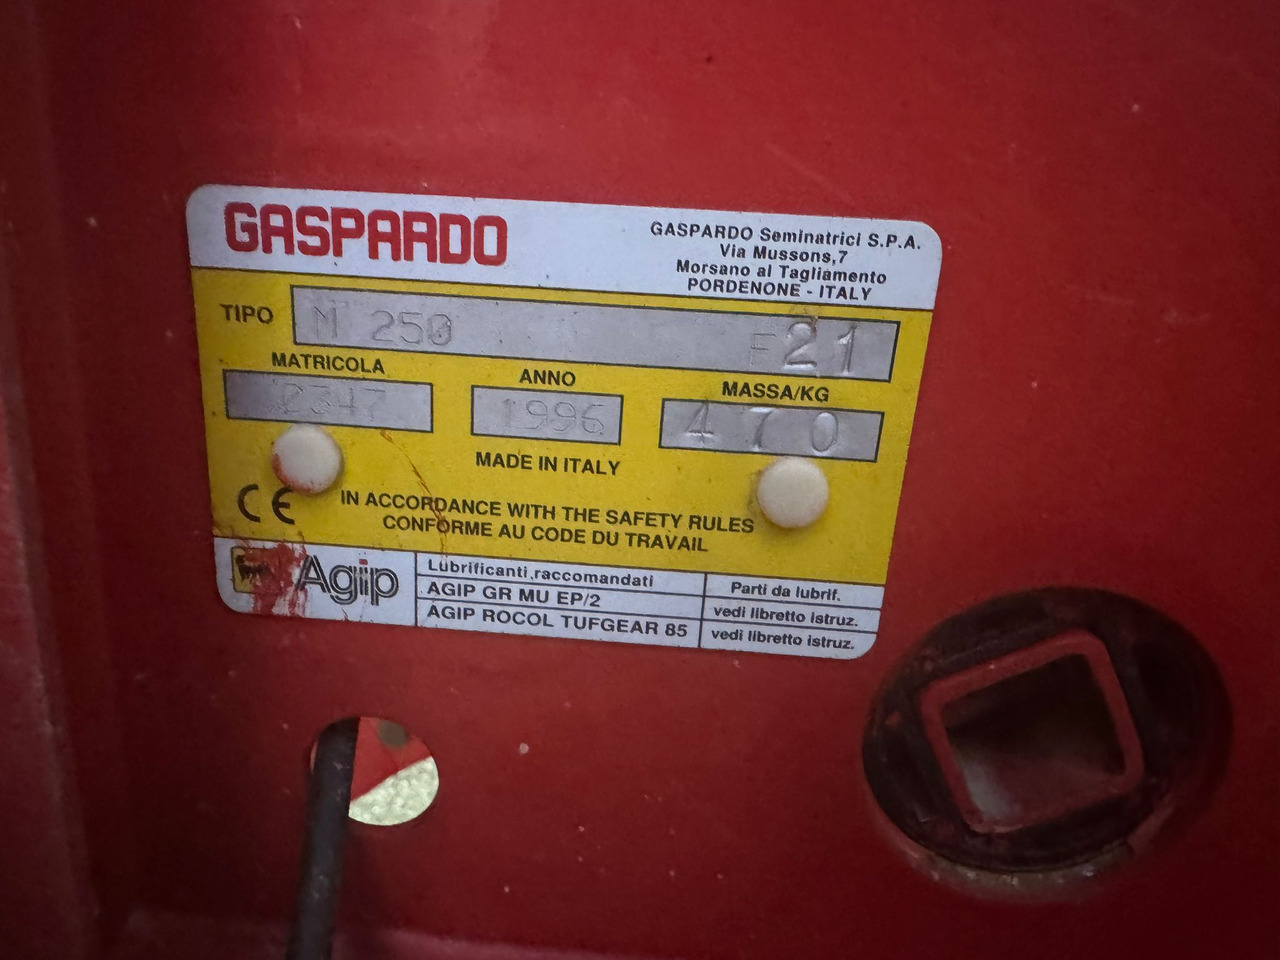 GASPARDO
GASPARDO Seminatrici S.P.A.
Via Mussons,7
Morsano al Tagliamento
PORDENONE - ITALY
TIPO M 250 F21
MATRICOLA ANNO MASSA/KG
2347 1996 470
MADE IN ITALY
CE IN ACCORDANCE WITH THE SAFETY RULES
CONFORME AU CODE DU TRAVAIL
Agip
Lubrificanti raccomandati Parti da lubrif.
AGIP GR MU EP/2 vedi libretto istruz.
AGIP ROCOL TUFGEAR 85 vedi libretto istruz.